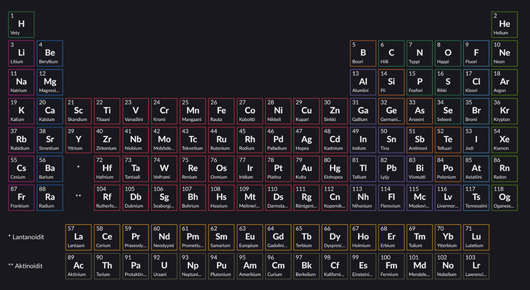 1
H
Vety
2
He
Helium
3
Li
Litium
4
Be
Beryllium
5
B
Boori
6
C
Hiili
7
N
Typpi
8
O
Happi
9
F
Fluori
10
Ne
Neon
11
Na
Natrium
12
Mg
Magnesi...
13
Al
Alumiini
14
Si
Pii
15
P
Fosfori
16
S
Rikki
17
Cl
Kloori
18
Ar
Argon
19
K
Kalium
20
Ca
Kalsium
21
Sc
Skandium
22
Ti
Titaani
23
V
Vanadiini
24
Cr
Kromi
25
Mn
Mangaani
26
Fe
Rauta
27
Co
Koboltti
28
Ni
Nikkeli
29
Cu
Kupari
30
Zn
Sinkki
31
Ga
Gallium
32
Ge
Germani...
33
As
Arseeni
34
Se
Seleeni
35
Br
Bromi
36
Kr
Krypton
37
Rb
Rubidium
38
Sr
Strontium
39
Y
Yttrium
40
Zr
Zirkonium
41
Nb
Niobium
42
Mo
Molybde...
43
Tc
Teknetium
44
Ru
Rutenium
45
Rh
Rodium
46
Pd
Palladium
47
Ag
Hopea
48
Cd
Kadmium
49
In
Indium
50
Sn
Tina
51
Sb
Antimoni
52
Te
Telluuri
53
I
Jodi
54
Xe
Ksenon
55
Cs
Cesium
56
Ba
Barium
*
72
Hf
Hafnium
73
Ta
Tantaali
74
W
Volframi
75
Re
Renium
76
Os
Osmium
77
Ir
Iridium
78
Pt
Platina
79
Au
Kulta
80
Hg
Elohopea
81
Tl
Tallium
82
Pb
Lyijy
83
Bi
Vismutti
84
Po
Polonium
85
At
Astatiini
86
Rn
Radon
87
Fr
Frankium
88
Ra
Radium
**
104
Rf
Rutherfo...
105
Db
Dubnium
106
Sg
Seaborgi...
107
Bh
Bohrium
108
Hs
Hassium
109
Mt
Meitneri...
110
Ds
Darmsta...
111
Rg
Röntgeni...
112
Cn
Kopernik...
113
Nh
Nihonium
114
Fl
Flerovium
115
Mc
Moskovi...
116
Lv
Livermor...
117
Ts
Tennessiini
118
Og
Oganesson
* Lantanoidit
57
La
Lantaani
58
Ce
Cerium
59
Pr
Praseody...
60
Nd
Neodyymi
61
Pm
Prometiu...
62
Sm
Samarium
63
Eu
Europium
64
Gd
Gadolini...
65
Tb
Terbium
66
Dy
Dysprosi...
67
Ho
Holmium
68
Er
Erbium
69
Tm
Tulium
70
Yb
Ytterbium
71
Lu
Lutetium
** Aktinoidit
89
Ac
Aktinium
90
Th
Torium
91
Pa
Protaktin...
92
U
Uraani
93
Np
Neptuni...
94
Pu
Plutonium
95
Am
Amerikium
96
Cm
Curium
97
Bk
Berkelium
98
Cf
Kaliforni...
99
Es
Einsteini...
100
Fm
Fermium
101
Md
Mendele...
102
No
Nobelium
103
Lr
Lawrensi...